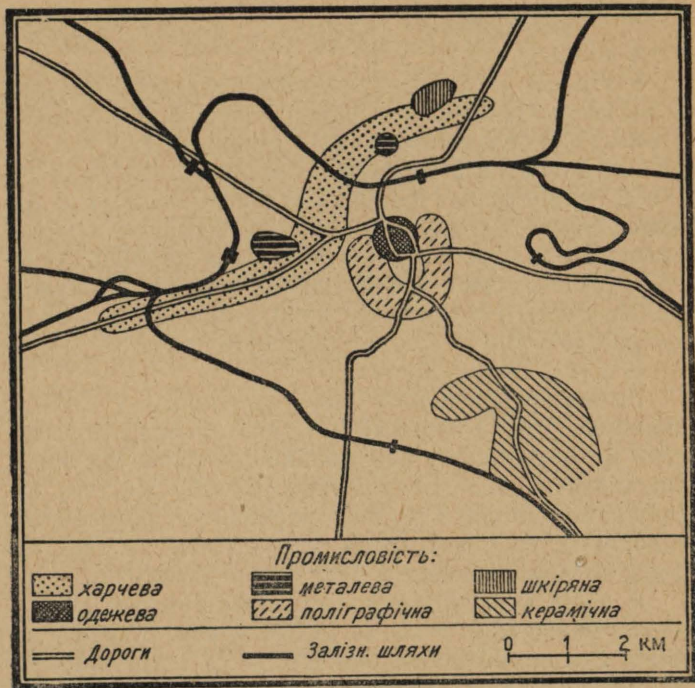 Промисловість:
харчева металева шкіряна
одежева поліграфічна керамічна
Дороги Залізн. шляхи 0 1 2 км